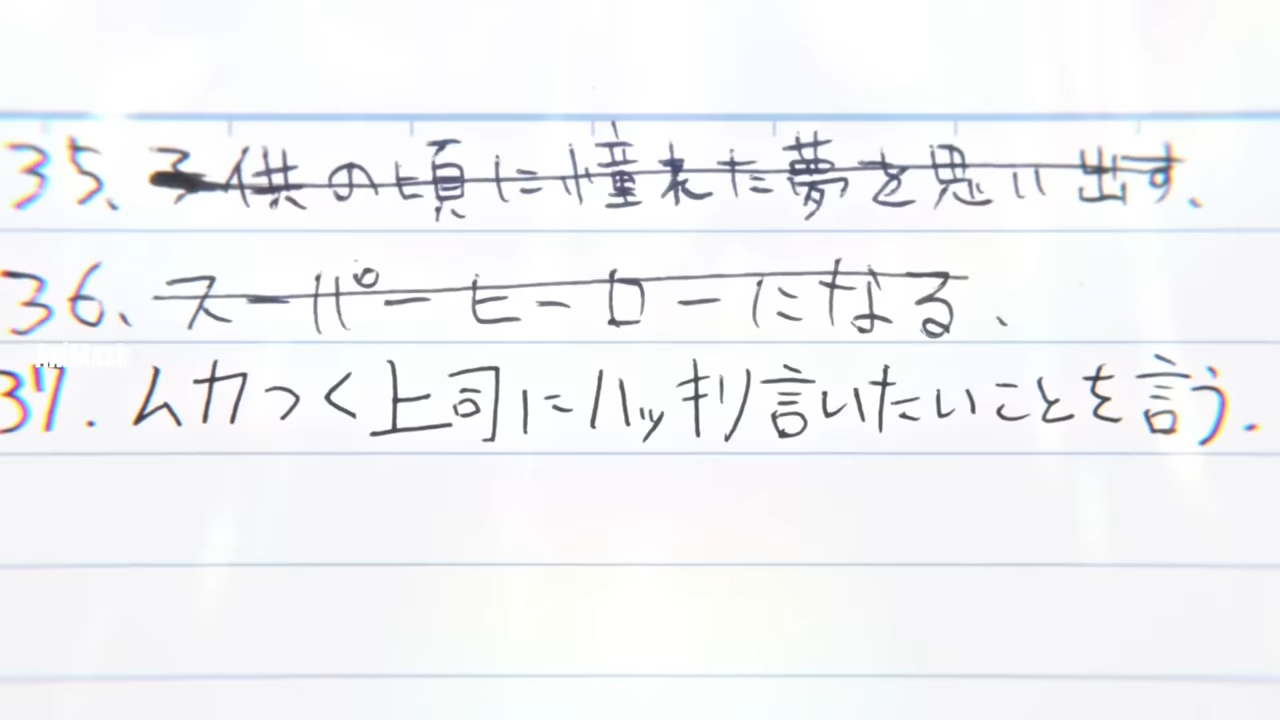 35、子供の頃に憧れた夢を思い出す、
36、スーパーヒーローになる、
37. ムカつく上司にハッキリ言いたいことを言う.